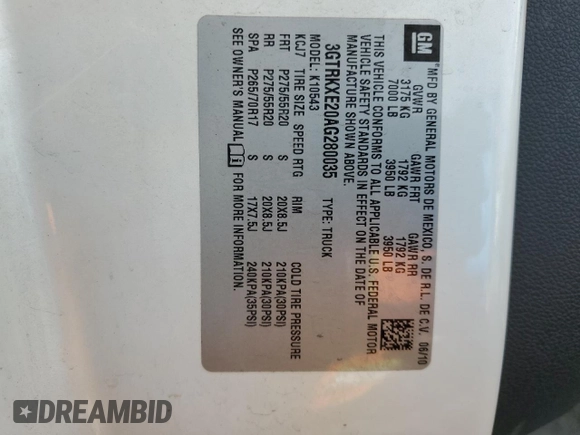 GM
MFD BY GENERAL MOTORS DE MEXICO, S. DE R.L. DE C.V. 06/10
GVWR GAWR FRT GAWR RR
3175 KG 1792 KG 1792 KG
7000 LB 3950 LB 3950 LB
THIS VEHICLE CONFORMS TO ALL APPLICABLE U.S. FEDERAL MOTOR
VEHICLE SAFETY STANDARDS IN EFFECT ON THE DATE OF
MANUFACTURE SHOWN ABOVE.
3GTRKXE20AG280035 TYPE: TRUCK
MODEL: K10543
KCJ7 TIRE SIZE SPEED RTG RIM COLD TIRE PRESSURE
FRT P275/55R20 S 20X8.5J 210KPA(30PSI)
RR P275/55R20 S 20X8.5J 210KPA(30PSI)
SPA P265/70R17 S 17X7.5J 240KPA(35PSI)
SEE OWNER'S MANUAL FOR MORE INFORMATION.
DREAMBID